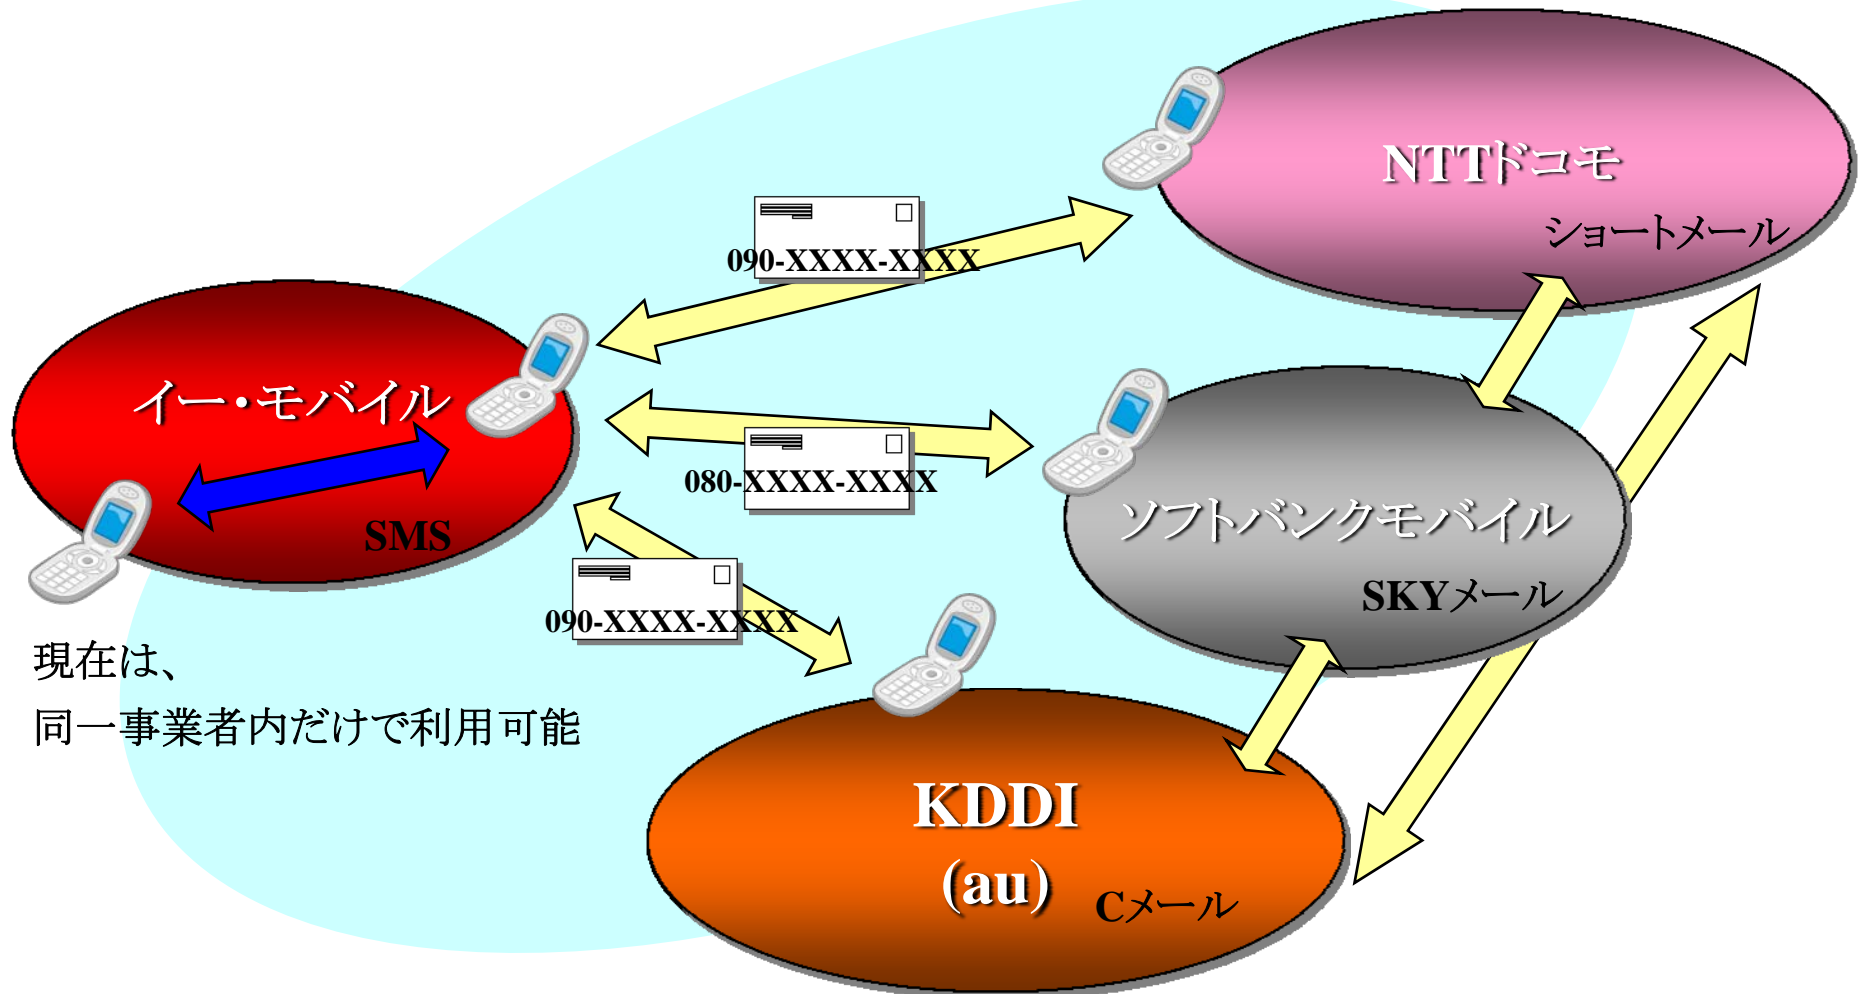 NTTドコモ
ショートメール
090-XXXX-XXXX
イー・モバイル
SMS
080-XXXX-XXXX
ソフトバンクモバイル
SKYメール
090-XXXX-XXXX
現在は、
同一事業者内だけで利用可能
KDDI
(au)
Cメール